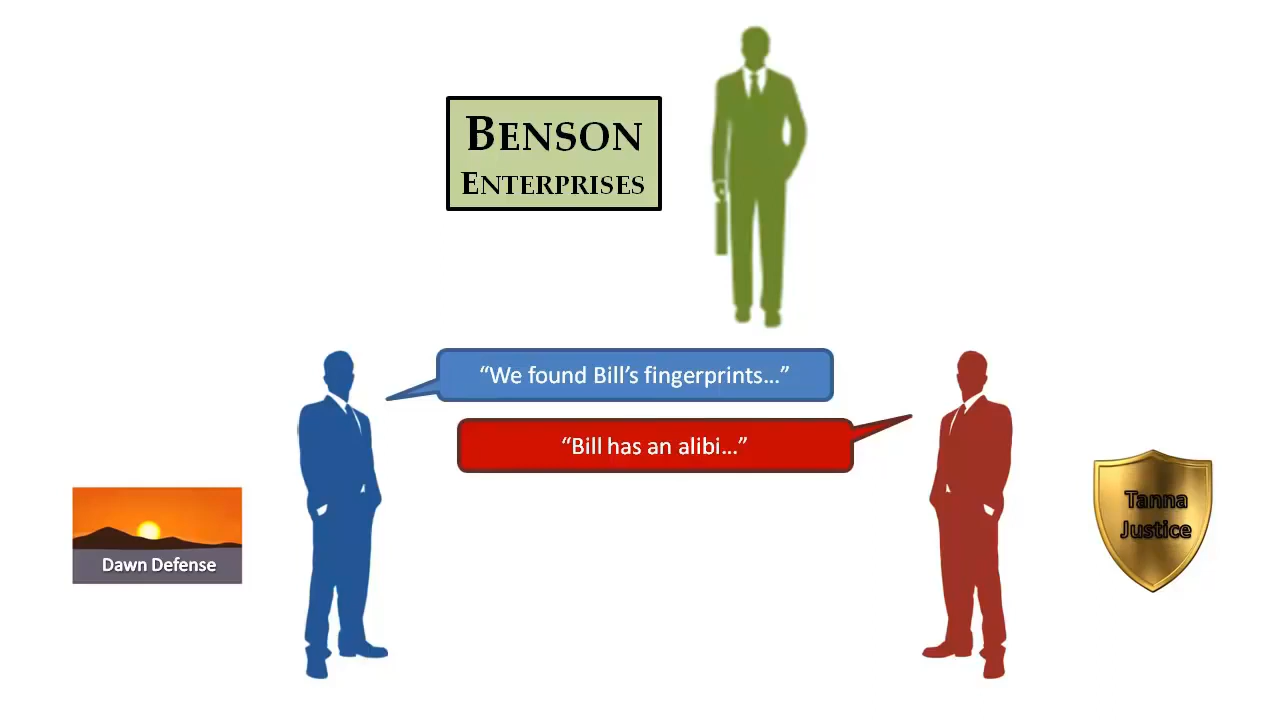 BENSON
ENTERPRISES
“We found Bill’s fingerprints…”
“Bill has an alibi…”
Dawn Defense
Tanna
Justice